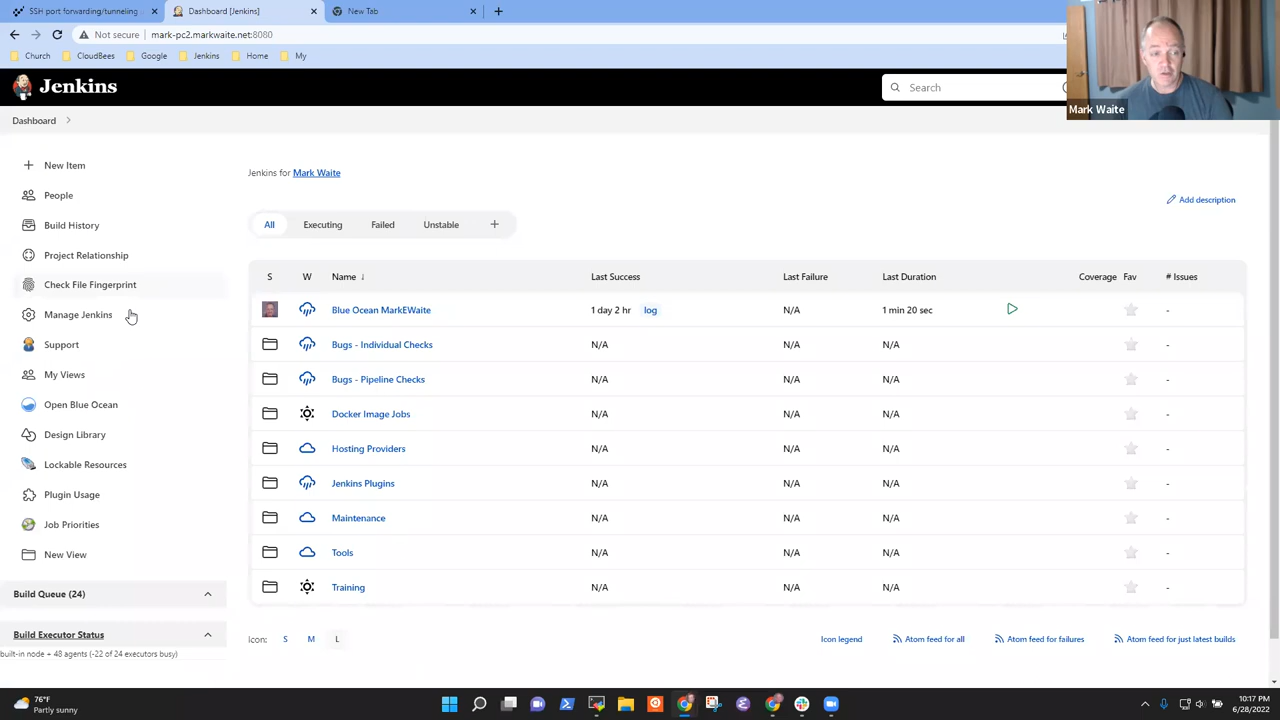 SSH port forwarding/tunneling
Dashboard [Jenkins]
New Tab
Not secure mark-pc2.markwaite.net:8080
Church CloudBees Google Jenkins Home My
Jenkins
Search
Mark Waite
Dashboard
New Item
People
Build History
Project Relationship
Check File Fingerprint
Manage Jenkins
Support
My Views
Open Blue Ocean
Design Library
Lockable Resources
Plugin Usage
Job Priorities
New View
Build Queue (24)
Build Executor Status
built-in node + 48 agents (-22 of 24 executors busy)
Jenkins for Mark Waite
Add description
All Executing Failed Unstable +
S W Name ↓ Last Success Last Failure Last Duration Coverage Fav # Issues
Blue Ocean MarkEWaite 1 day 2 hr log N/A 1 min 20 sec -
Bugs - Individual Checks N/A N/A N/A -
Bugs - Pipeline Checks N/A N/A N/A -
Docker Image Jobs N/A N/A N/A -
Hosting Providers N/A N/A N/A -
Jenkins Plugins N/A N/A N/A -
Maintenance N/A N/A N/A -
Tools N/A N/A N/A -
Training N/A N/A N/A -
Icon: S M L
Icon legend Atom feed for all Atom feed for failures Atom feed for just latest builds
76°F
Partly sunny
10:17 PM
6/28/2022